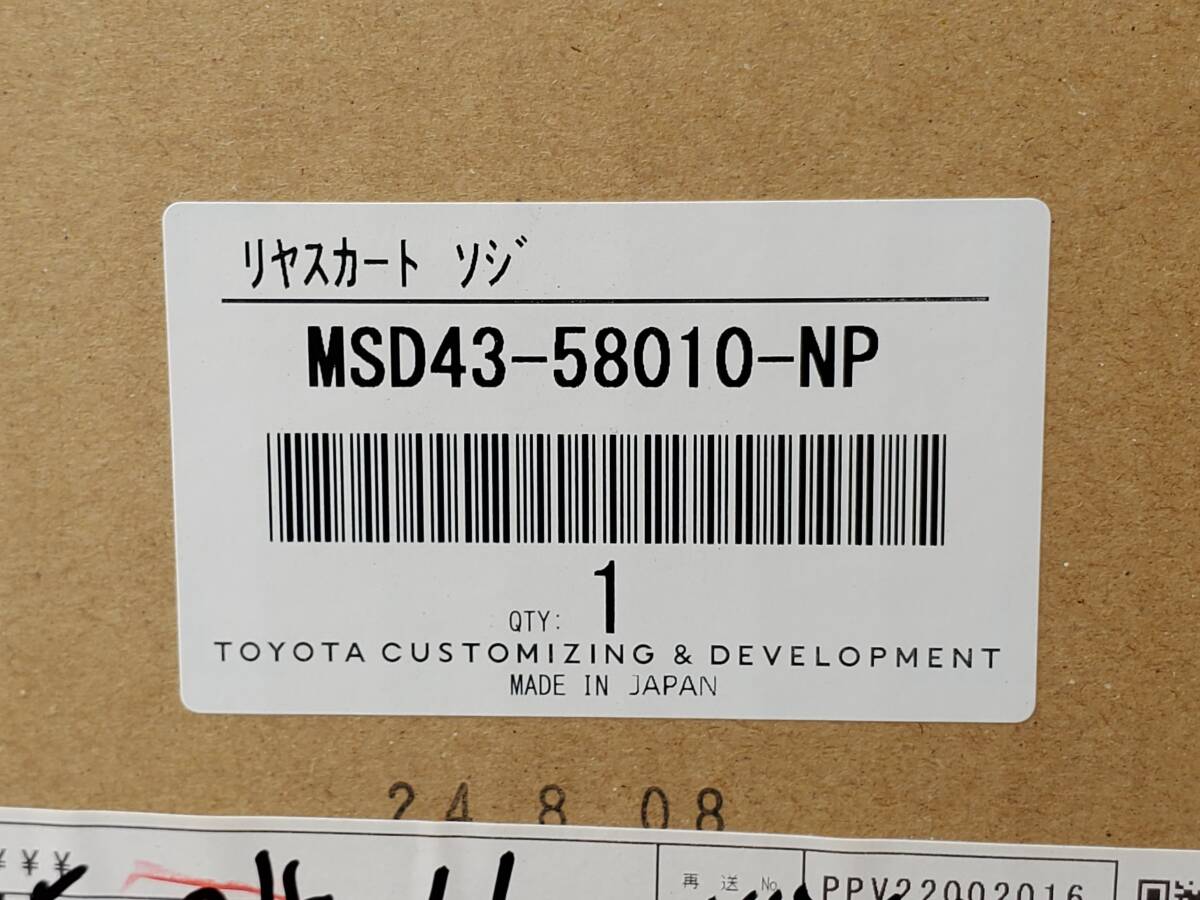 ﾘﾔｽｶｰﾄ ｿｼﾞ
MSD43-58010-NP
QTY: 1
TOYOTA CUSTOMIZING & DEVELOPMENT
MADE IN JAPAN
24 8 08
¥ ¥ ¥
再送 No.
PPV22002016